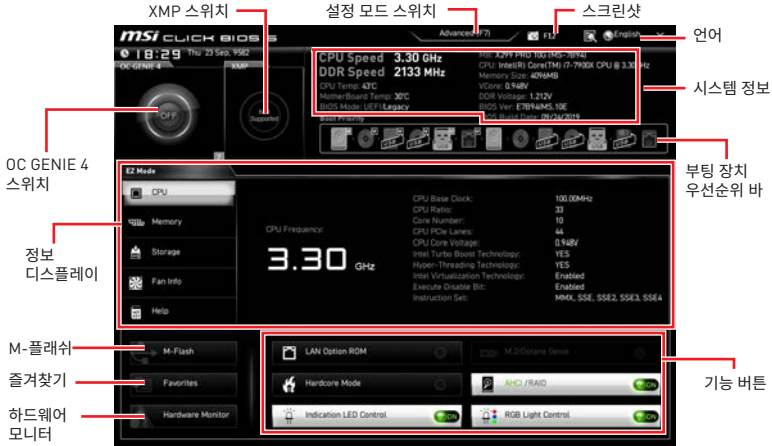 XMP 스위치
설정 모드 스위치
스크린샷
언어
시스템 정보
부팅 장치
우선순위 바
OC GENIE 4
스위치
정보
디스플레이
M-플래쉬
즐겨찾기
하드웨어
모니터
기능 버튼
msi CLICK BIOS 5
Advanced (F7)
F12
English
18:29 Thu 23 Sep, 9582
OC GENIE 4
XMP
OFF
Not Supported
CPU Speed 3.30 GHz
DDR Speed 2133 MHz
CPU Temp: 43°C
MotherBoard Temp: 30°C
BIOS Mode: UEFI/Legacy
Boot Priority
MB: X299 PRO 10G (MS-7B94)
CPU: Intel(R) Core(TM) i7-7900X CPU @ 3.30 Hz
Memory Size: 4096MB
VCore: 0.948V
DDR Voltage: 1.212V
BIOS Ver: E7B94IMS.10E
BIOS Build Date: 09/24/2019
EZ Mode
CPU
Memory
Storage
Fan Info
Help
CPU Frequency:
3.30 GHz
CPU Base Clock: 100.00MHz
CPU Ratio: 33
Core Number: 10
CPU PCIe Lanes: 44
CPU Core Voltage: 0.948V
Intel Turbo Boost Technology: YES
Hyper-Threading Technology: YES
Intel Virtualization Technology: Enabled
Execute Disable Bit: Enabled
Instruction Set: MMX, SSE, SSE2, SSE3, SSE4
M-Flash
Favorites
Hardware Monitor
LAN Option ROM
M.2/Optane Genie
Hardcore Mode
AHCI /RAID
ON
Indication LED Control
ON
RGB Light Control
ON